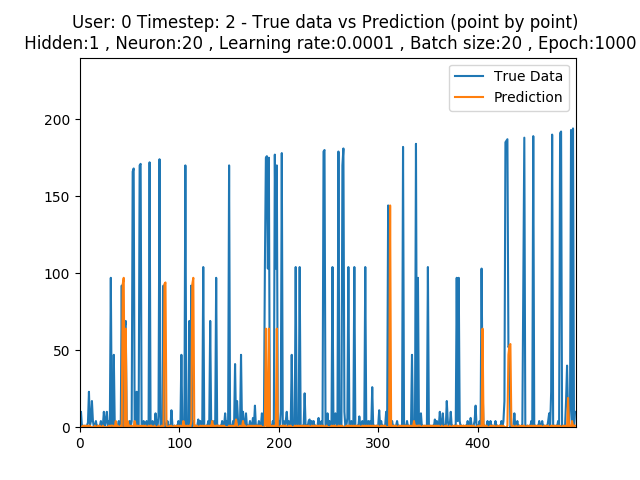 User: 0 Timestep: 2 - True data vs Prediction (point by point)
Hidden:1 , Neuron:20 , Learning rate:0.0001 , Batch size:20 , Epoch:1000
True Data
Prediction
200
150
100
50
0
0 100 200 300 400